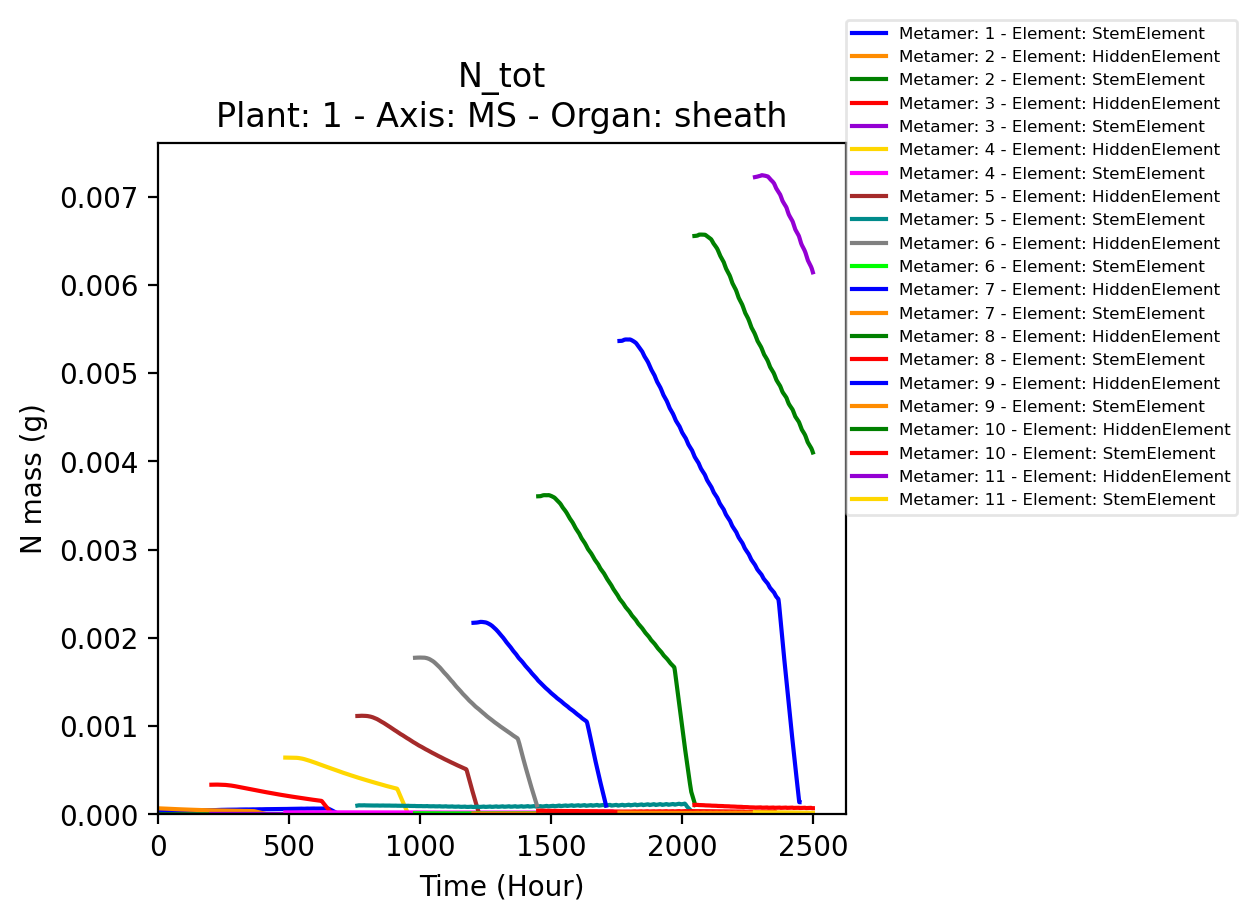 N_tot
Plant: 1 - Axis: MS - Organ: sheath
Metamer: 1 - Element: StemElement
Metamer: 2 - Element: HiddenElement
Metamer: 2 - Element: StemElement
Metamer: 3 - Element: HiddenElement
Metamer: 3 - Element: StemElement
Metamer: 4 - Element: HiddenElement
Metamer: 4 - Element: StemElement
Metamer: 5 - Element: HiddenElement
Metamer: 5 - Element: StemElement
Metamer: 6 - Element: HiddenElement
Metamer: 6 - Element: StemElement
Metamer: 7 - Element: HiddenElement
Metamer: 7 - Element: StemElement
Metamer: 8 - Element: HiddenElement
Metamer: 8 - Element: StemElement
Metamer: 9 - Element: HiddenElement
Metamer: 9 - Element: StemElement
Metamer: 10 - Element: HiddenElement
Metamer: 10 - Element: StemElement
Metamer: 11 - Element: HiddenElement
Metamer: 11 - Element: StemElement
N mass (g)
0.007
0.006
0.005
0.004
0.003
0.002
0.001
0.000
0 500 1000 1500 2000 2500
Time (Hour)